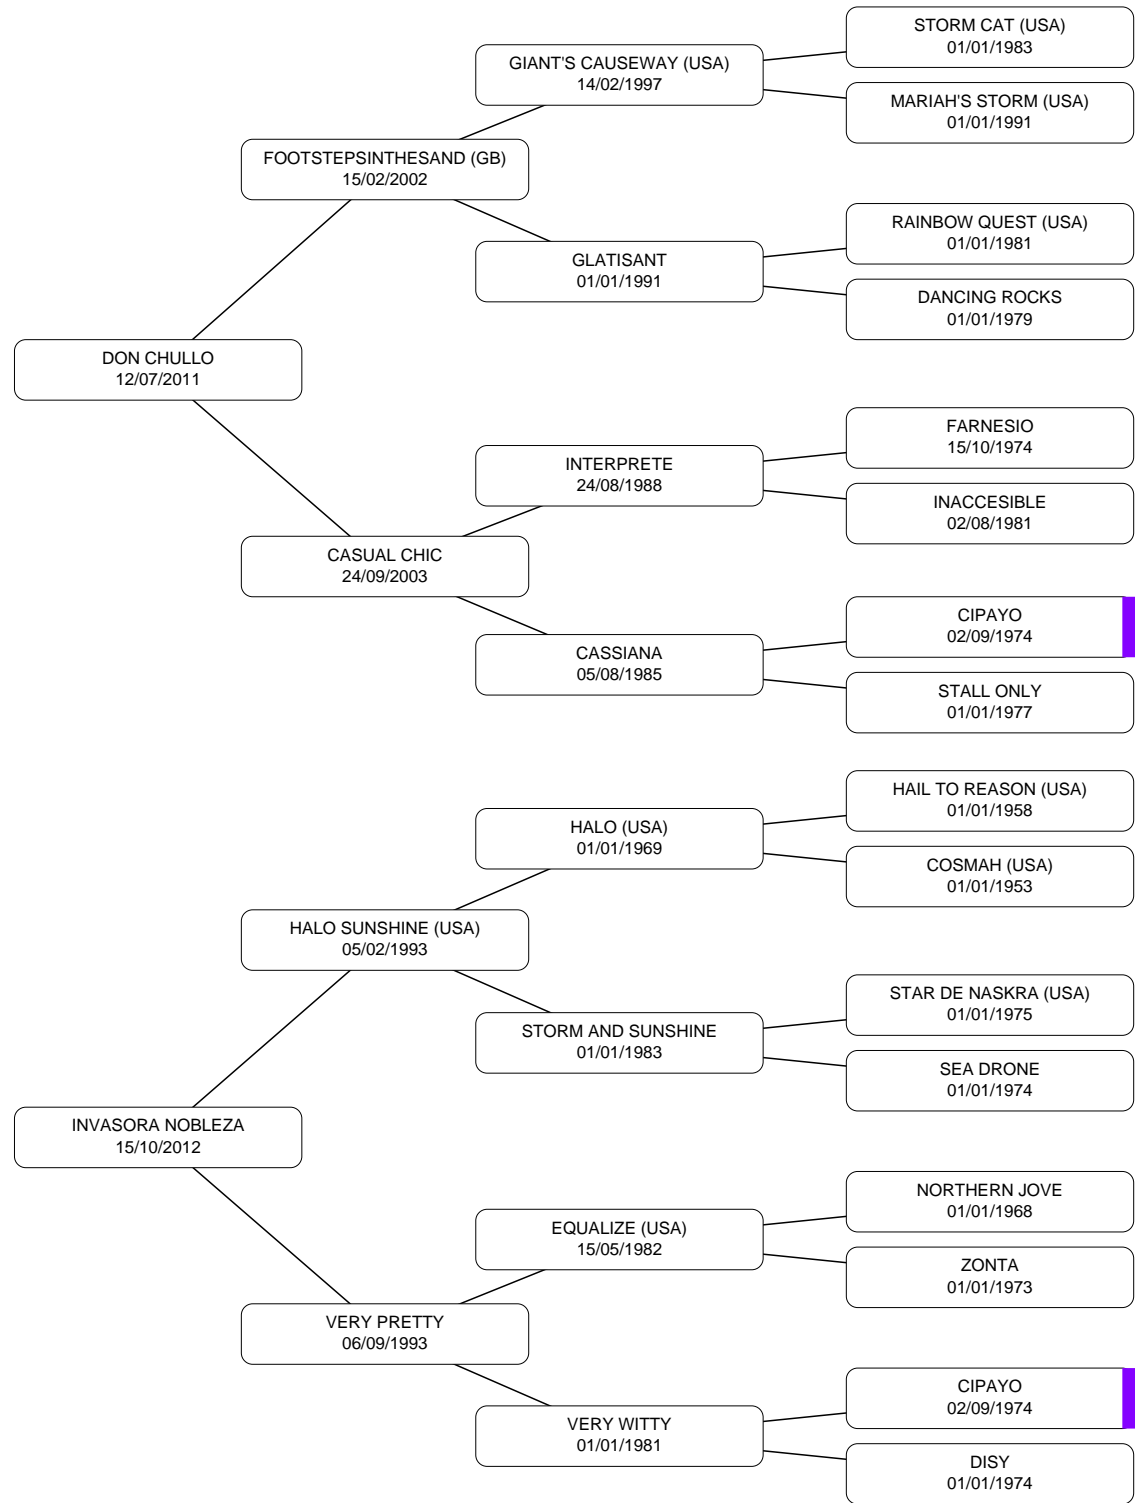 STORM CAT (USA)
01/01/1983
GIANT'S CAUSEWAY (USA)
14/02/1997
MARIAH'S STORM (USA)
01/01/1991
FOOTSTEPSINTHESAND (GB)
15/02/2002
RAINBOW QUEST (USA)
01/01/1981
GLATISANT
01/01/1991
DANCING ROCKS
01/01/1979
DON CHULLO
12/07/2011
FARNESIO
15/10/1974
INTERPRETE
24/08/1988
INACCESIBLE
02/08/1981
CASUAL CHIC
24/09/2003
CIPAYO
02/09/1974
CASSIANA
05/08/1985
STALL ONLY
01/01/1977
HAIL TO REASON (USA)
01/01/1958
HALO (USA)
01/01/1969
COSMAH (USA)
01/01/1953
HALO SUNSHINE (USA)
05/02/1993
STAR DE NASKRA (USA)
01/01/1975
STORM AND SUNSHINE
01/01/1983
SEA DRONE
01/01/1974
INVASORA NOBLEZA
15/10/2012
NORTHERN JOVE
01/01/1968
EQUALIZE (USA)
15/05/1982
ZONTA
01/01/1973
VERY PRETTY
06/09/1993
CIPAYO
02/09/1974
VERY WITTY
01/01/1981
DISY
01/01/1974